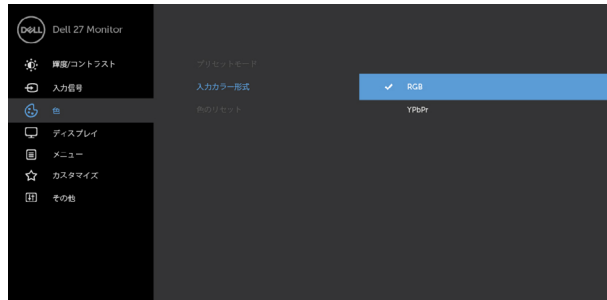 DELL Dell 27 Monitor
輝度/コントラスト
入力信号
色
ディスプレイ
メニュー
カスタマイズ
その他
プリセットモード
入力カラー形式
色のリセット
RGB
YPbPr